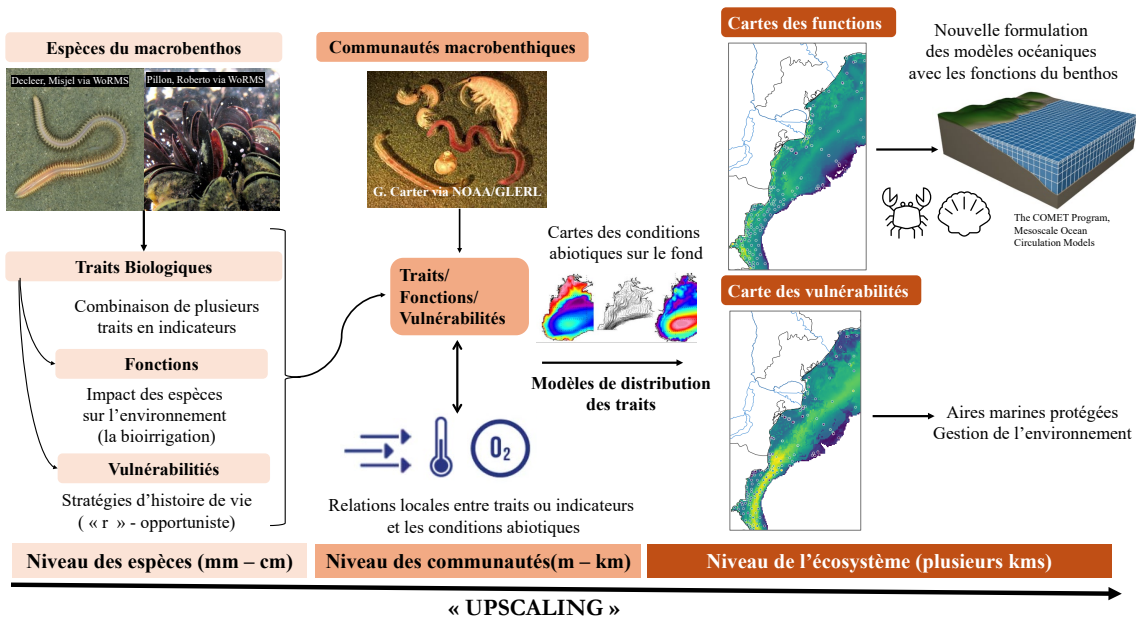 Espèces du macrobenthos
Decleer, Misjel via WoRMS
Pillon, Roberto via WoRMS
Traits Biologiques
Combinaison de plusieurs
traits en indicateurs
Fonctions
Impact des espèces
sur l’environnement
(la bioirrigation)
Vulnérabilitiés
Stratégies d’histoire de vie
( « r » - opportuniste)
Niveau des espèces (mm – cm)
Communautés macrobenthiques
G. Carter via NOAA/GLERL
Traits/
Fonctions/
Vulnérabilités
O2
Relations locales entre traits ou indicateurs
et les conditions abiotiques
Niveau des communautés(m – km)
Cartes des conditions
abiotiques sur le fond
Modèles de distribution
des traits
Cartes des functions
Nouvelle formulation
des modèles océaniques
avec les fonctions du benthos
The COMET Program,
Mesoscale Ocean
Circulation Models
Carte des vulnérabilités
Aires marines protégées
Gestion de l’environnement
Niveau de l’écosystème (plusieurs kms)
« UPSCALING »